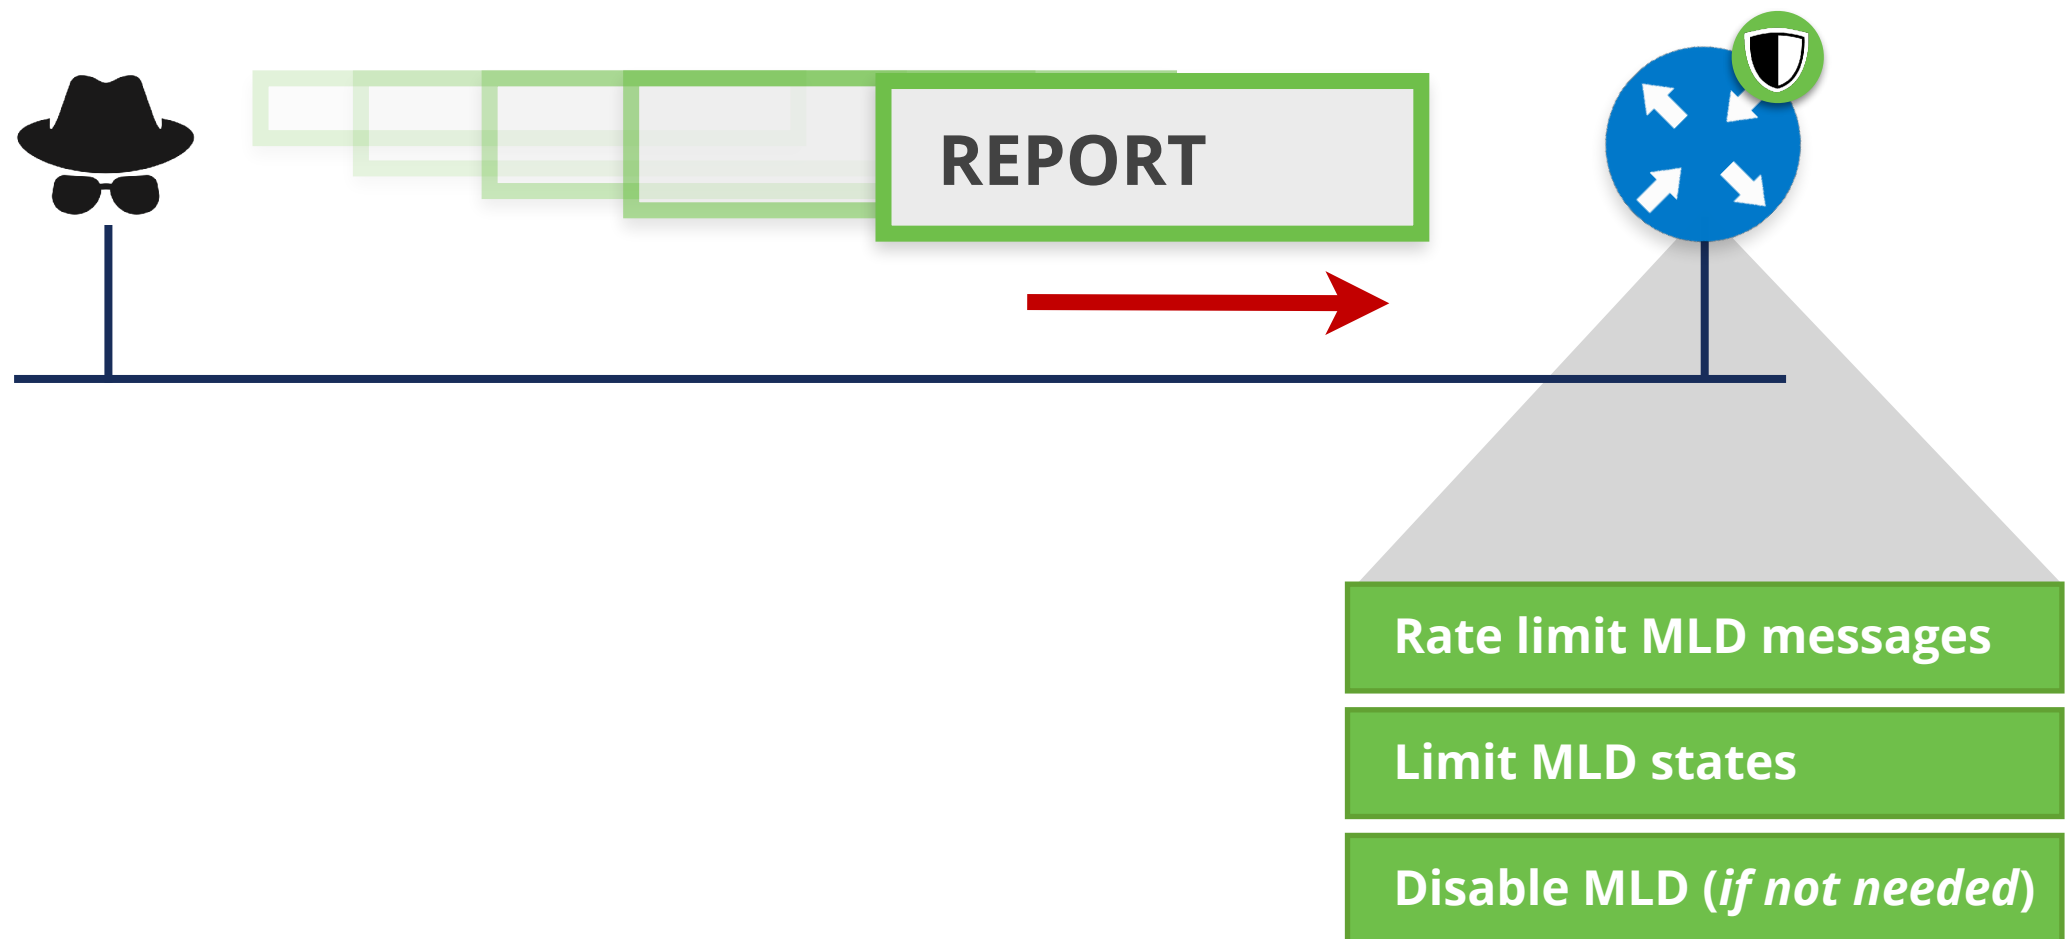 REPORT
Rate limit MLD messages
Limit MLD states
Disable MLD (if not needed)